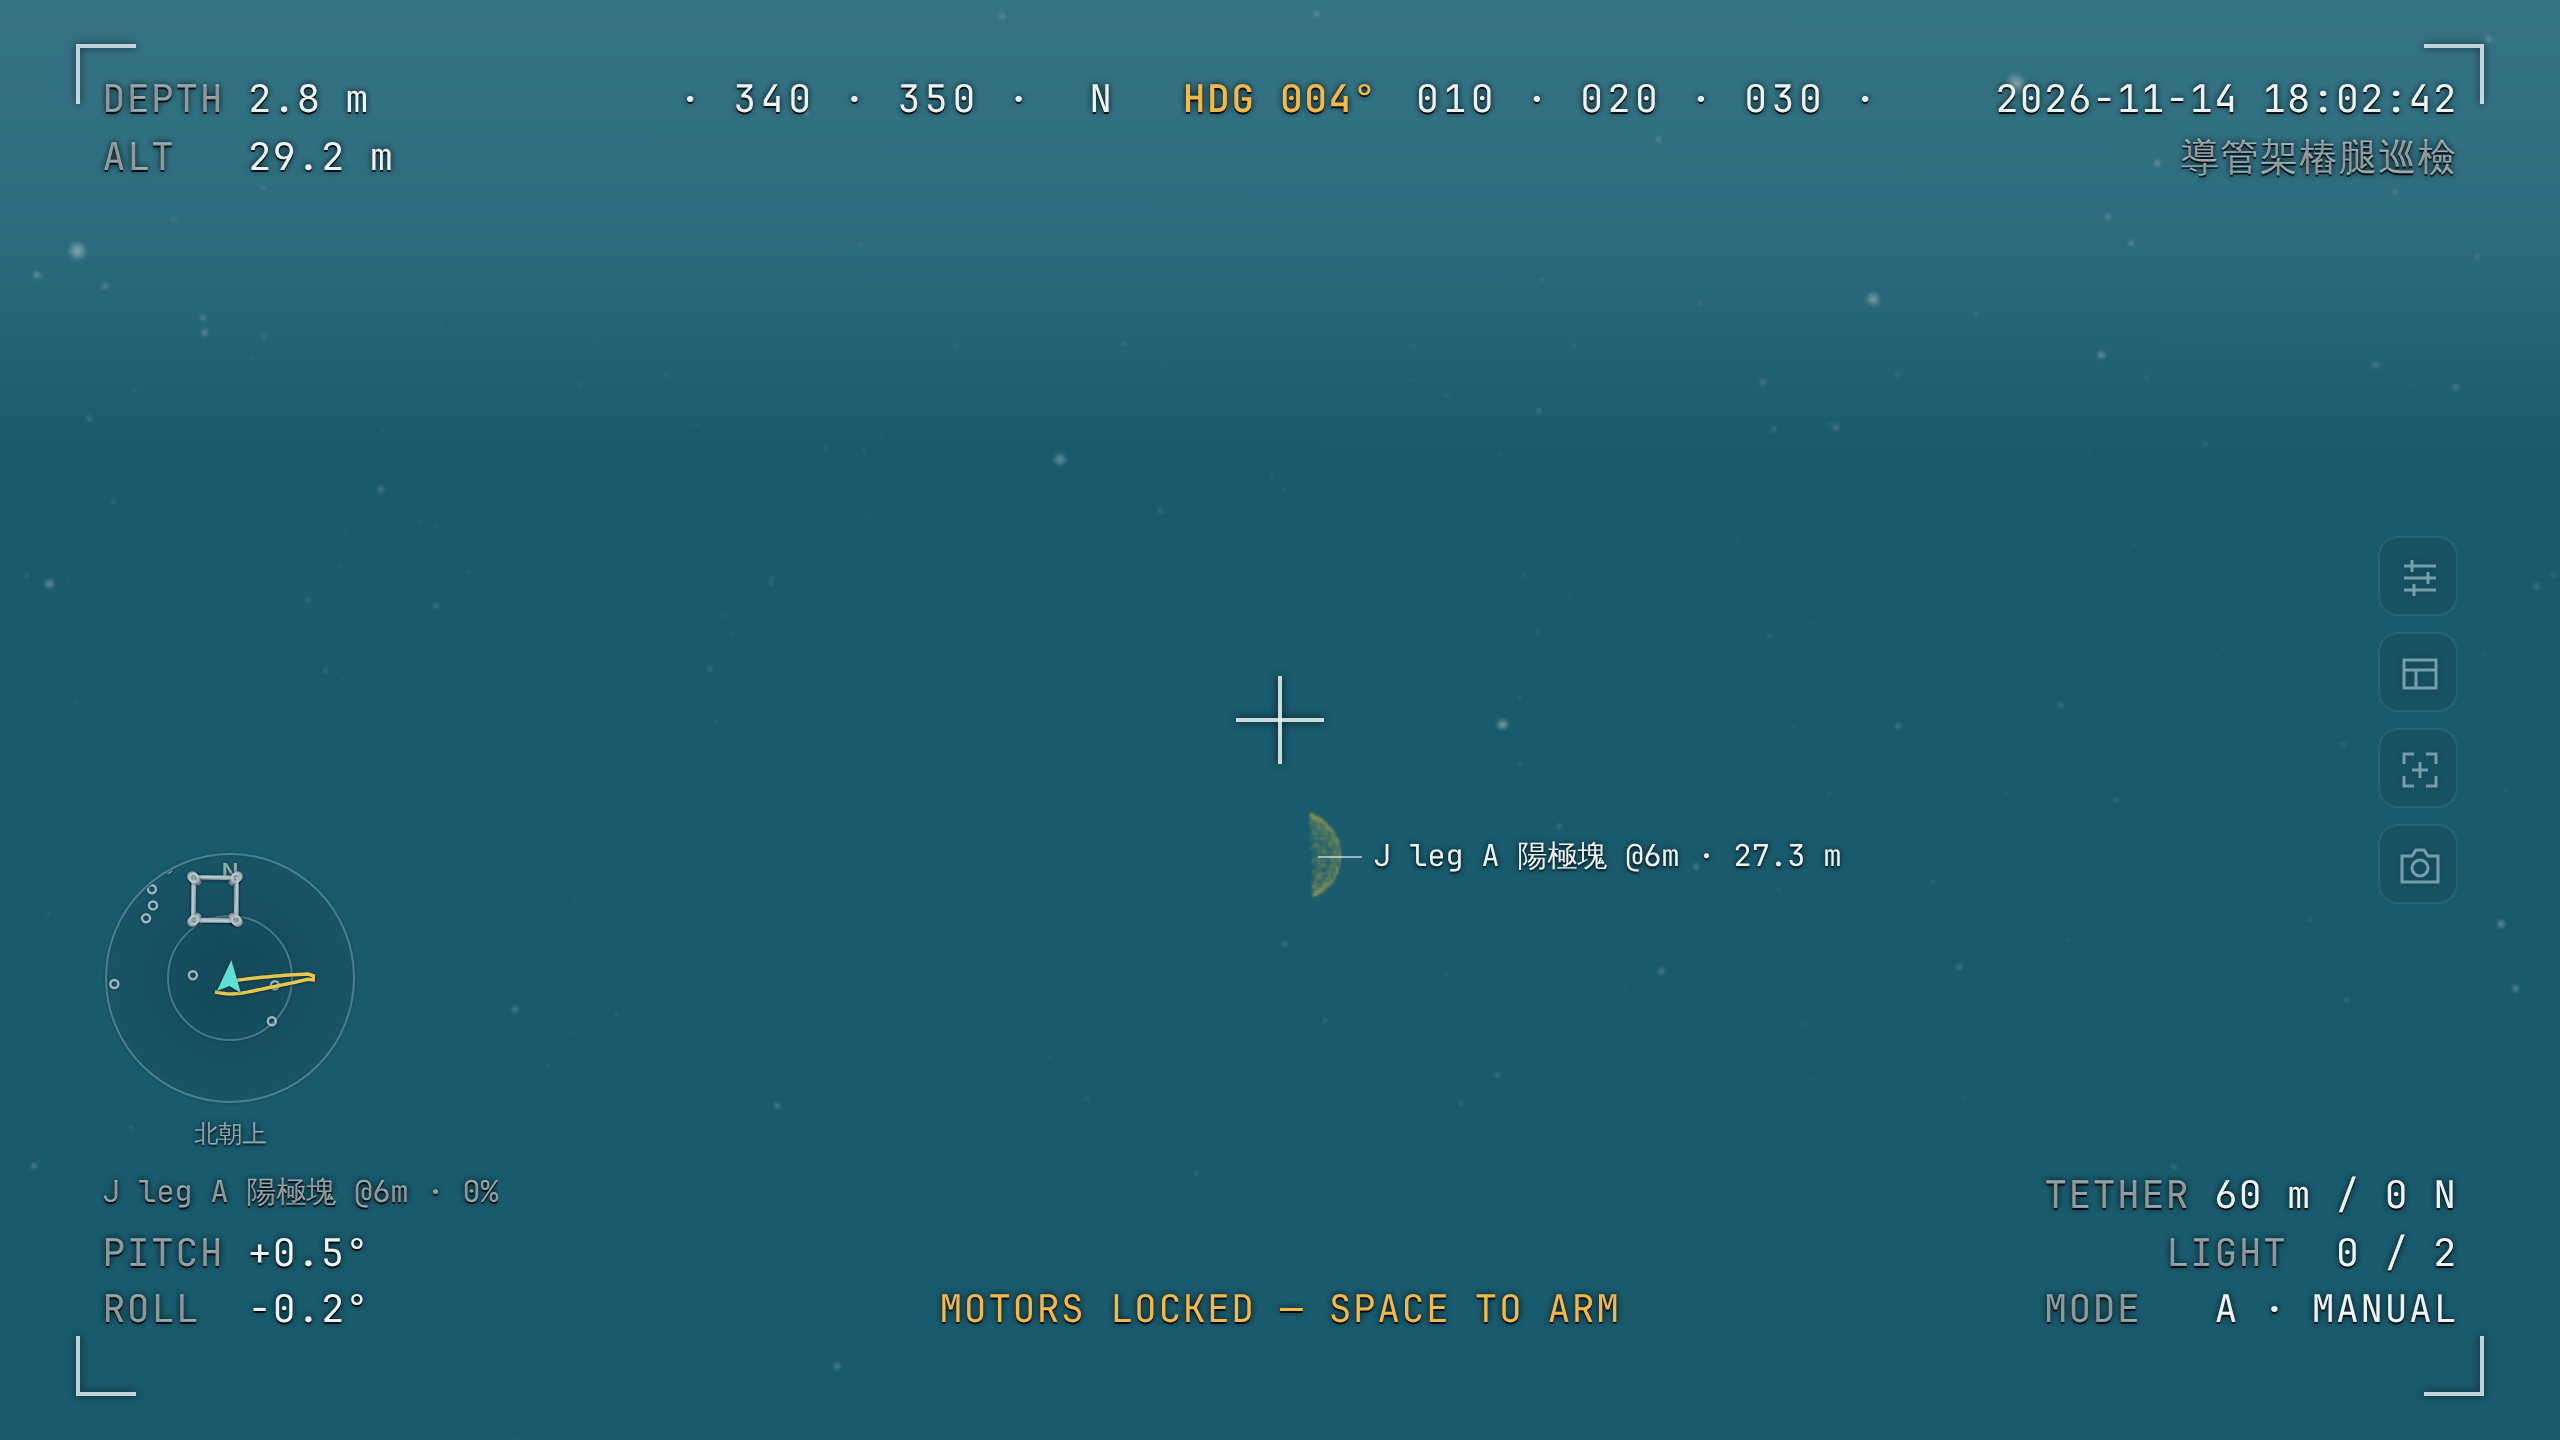 DEPTH 2.8 m
ALT 29.2 m
· 340 · 350 · N HDG 004° 010 · 020 · 030 ·
2026-11-14 18:02:42
導管架樁腿巡檢
J leg A 陽極塊 @6m · 27.3 m
N
北朝上
J leg A 陽極塊 @6m · 0%
PITCH +0.5°
ROLL -0.2°
MOTORS LOCKED — SPACE TO ARM
TETHER 60 m / 0 N
LIGHT 0 / 2
MODE A · MANUAL